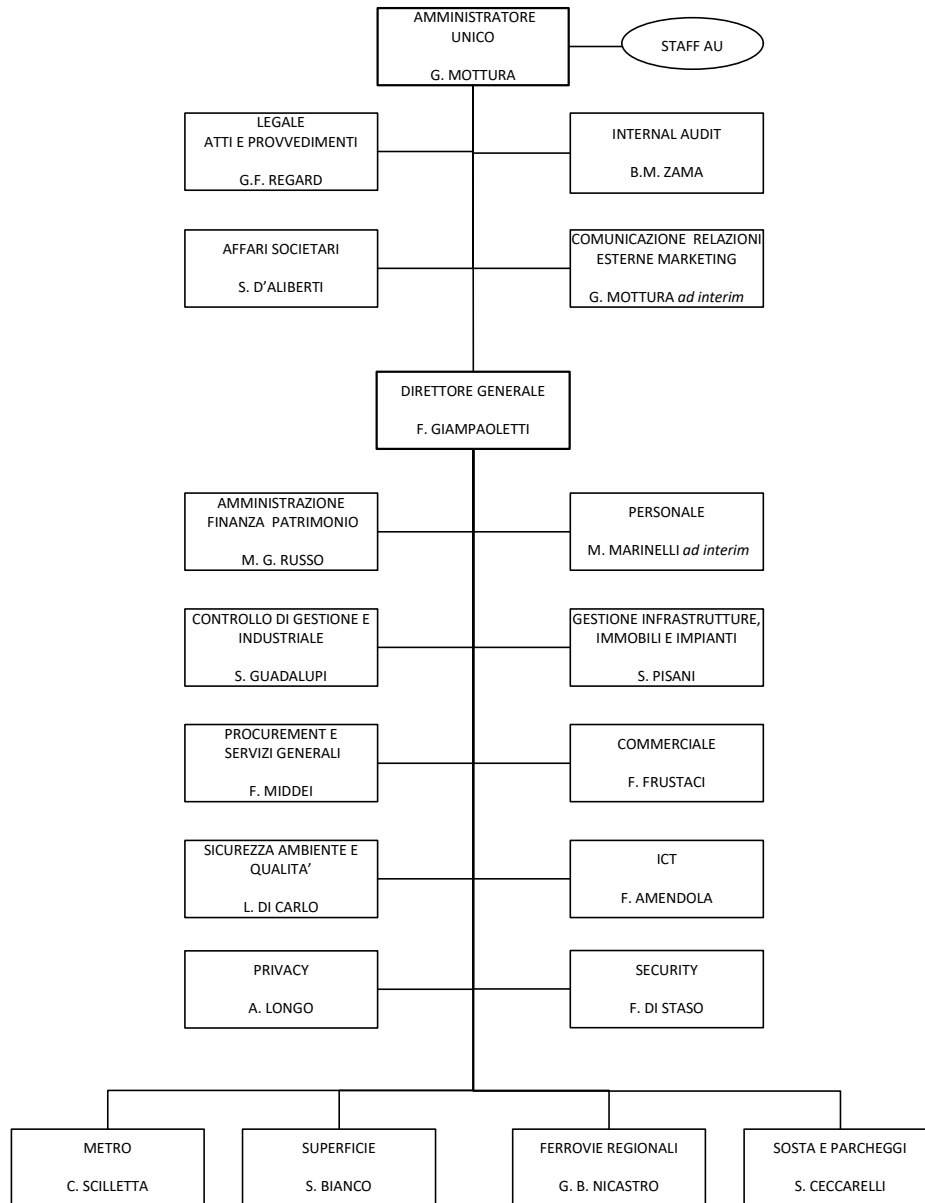 AMMINISTRATORE
UNICO
G. MOTTURA
STAFF AU
LEGALE
ATTI E PROVVEDIMENTI
G.F. REGARD
INTERNAL AUDIT
B.M. ZAMA
AFFARI SOCIETARI
S. D’ALIBERTI
COMUNICAZIONE RELAZIONI
ESTERNE MARKETING
G. MOTTURA ad interim
DIRETTORE GENERALE
F. GIAMPAOLETTI
AMMINISTRAZIONE
FINANZA PATRIMONIO
M. G. RUSSO
PERSONALE
M. MARINELLI ad interim
CONTROLLO DI GESTIONE E
INDUSTRIALE
S. GUADALUPI
GESTIONE INFRASTRUTTURE,
IMMOBILI E IMPIANTI
S. PISANI
PROCUREMENT E
SERVIZI GENERALI
F. MIDDEI
COMMERCIALE
F. FRUSTACI
SICUREZZA AMBIENTE E
QUALITA’
L. DI CARLO
ICT
F. AMENDOLA
PRIVACY
A. LONGO
SECURITY
F. DI STASO
METRO
C. SCILLETTA
SUPERFICIE
S. BIANCO
FERROVIE REGIONALI
G. B. NICASTRO
SOSTA E PARCHEGGI
S. CECCARELLI